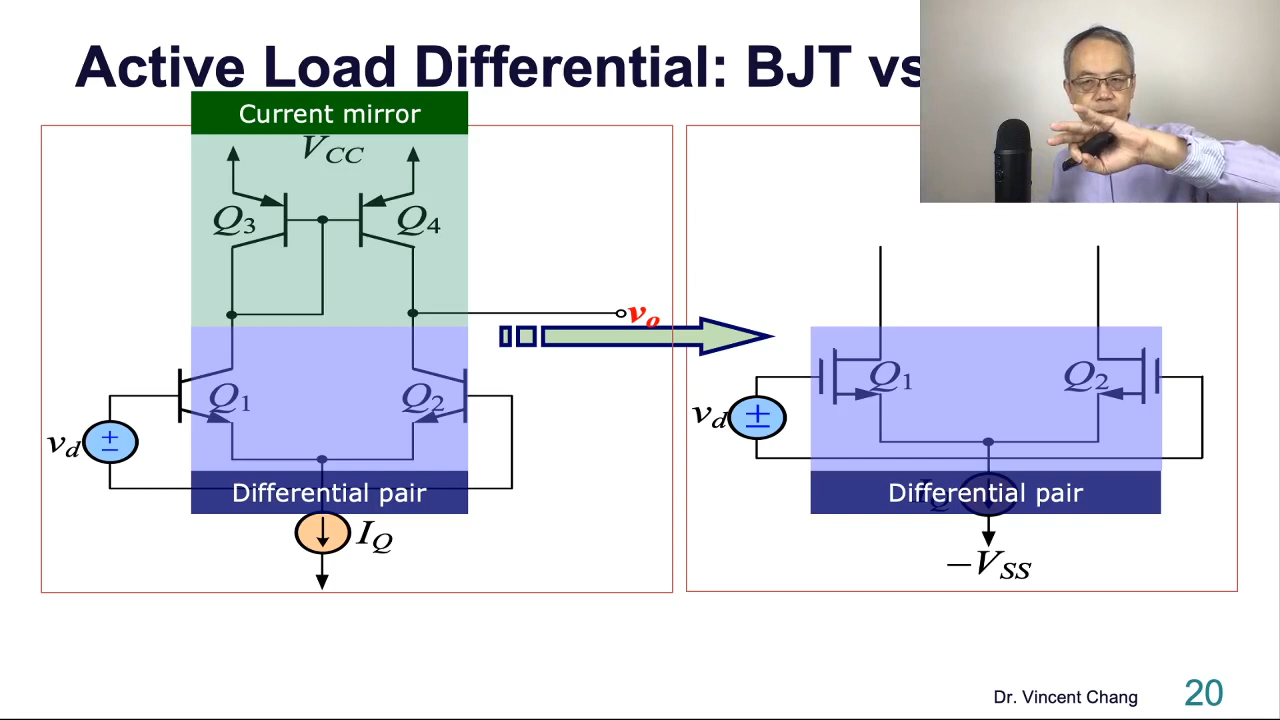 Active Load Differential: BJT vs
Current mirror
VCC
Q3
Q4
vo
Q1
Q2
vd
±
Differential pair
IQ
Q1
Q2
vd
±
Differential pair
IQ
−VSS
Dr. Vincent Chang
20